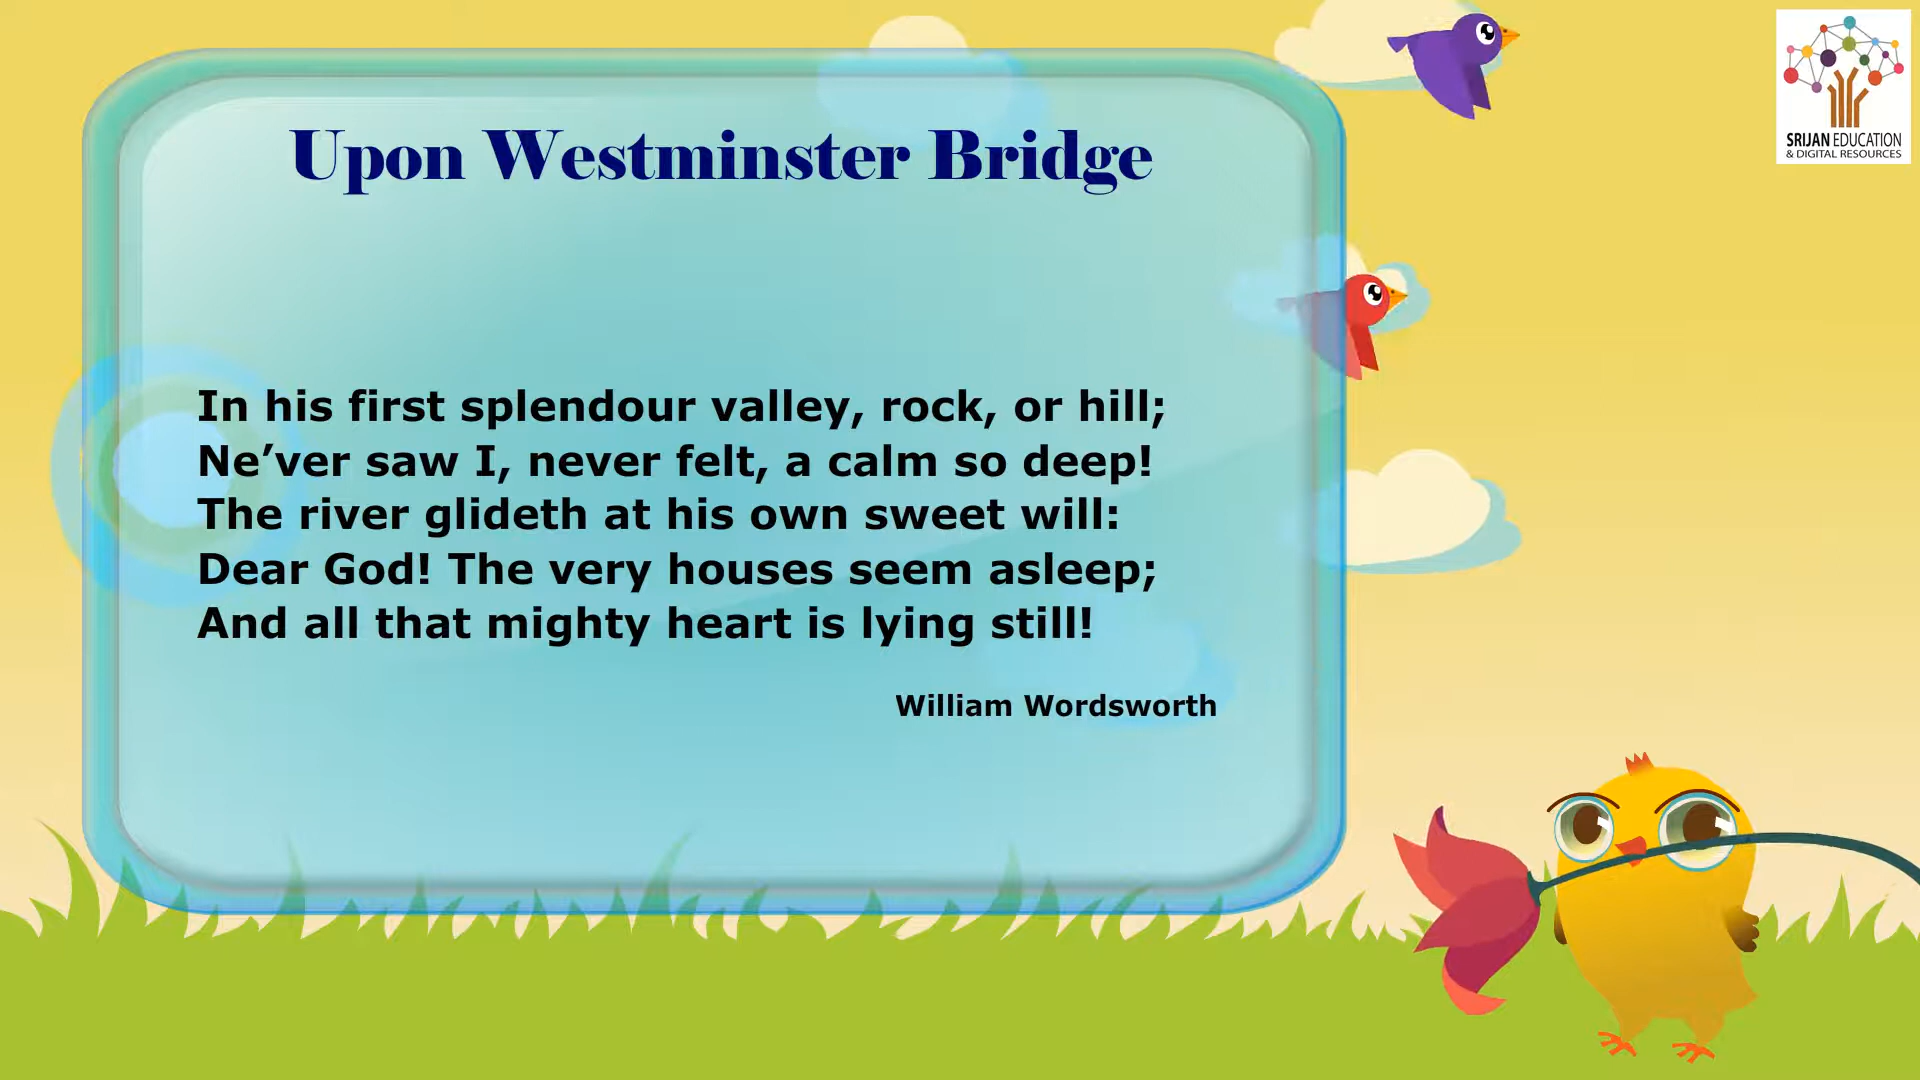 Upon Westminster Bridge
In his first splendour valley, rock, or hill;
Ne’ver saw I, never felt, a calm so deep!
The river glideth at his own sweet will:
Dear God! The very houses seem asleep;
And all that mighty heart is lying still!
William Wordsworth
SRIJAN EDUCATION
& DIGITAL RESOURCES